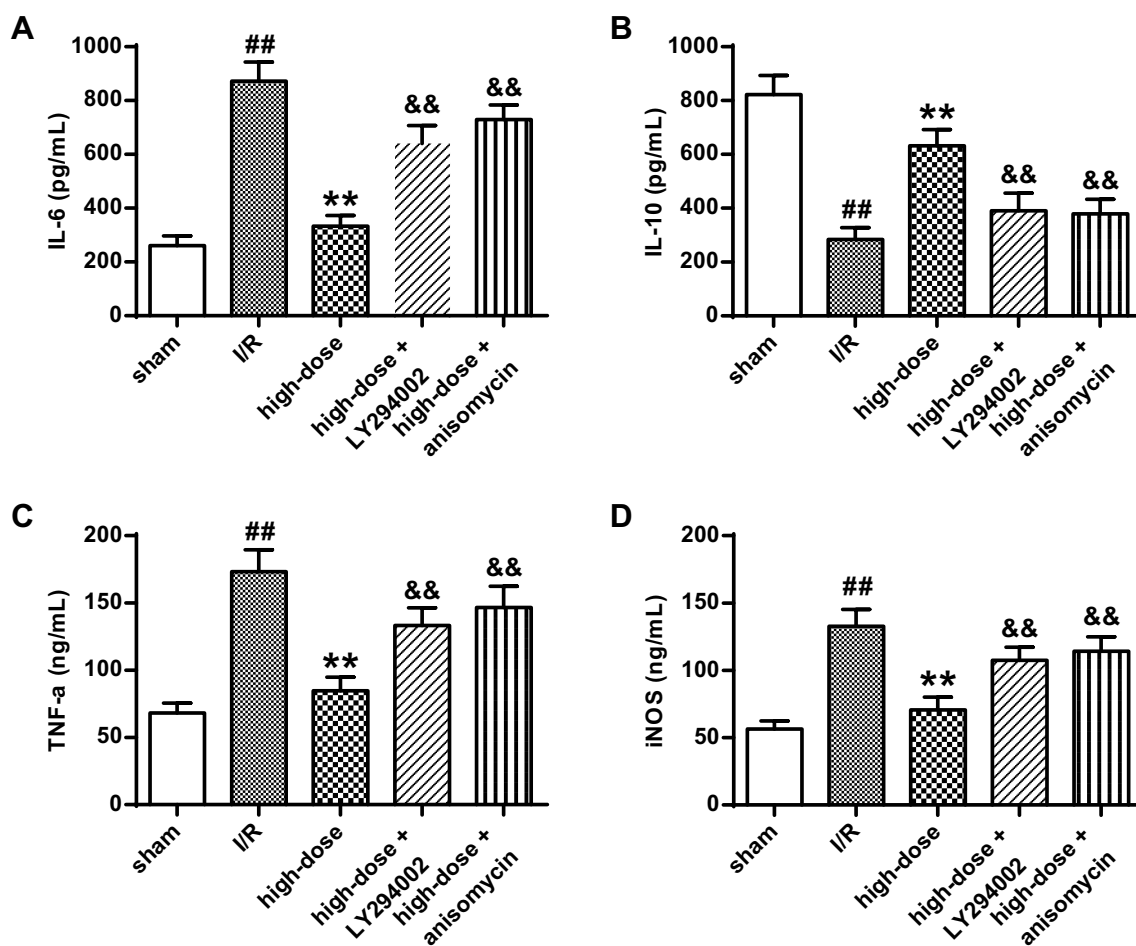 A
IL-6 (pg/mL)
1000
800
600
400
200
0
##
**
&&
&&
sham
I/R
high-dose
high-dose +
LY294002
high-dose +
anisomycin
B
IL-10 (pg/mL)
1000
800
600
400
200
0
##
**
&&
&&
sham
I/R
high-dose
high-dose +
LY294002
high-dose +
anisomycin
C
TNF-a (ng/mL)
200
150
100
50
0
##
**
&&
&&
sham
I/R
high-dose
high-dose +
LY294002
high-dose +
anisomycin
D
iNOS (ng/mL)
200
150
100
50
0
##
**
&&
&&
sham
I/R
high-dose
high-dose +
LY294002
high-dose +
anisomycin